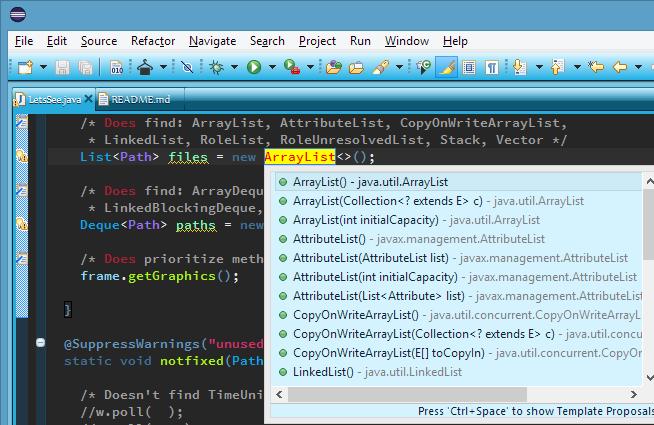 File Edit Source Refactor Navigate Search Project Run Window Help
010
LetsSee.java README.md
/* Does find: ArrayList, AttributeList, CopyOnWriteArrayList,
* LinkedList, RoleList, RoleUnresolvedList, Stack, Vector */
List<Path> files = new ArrayList<>();
/* Does find: ArrayDequ
* LinkedBlockingDeque,
Deque<Path> paths = new
/* Does prioritize meth
frame.getGraphics();
}
@SuppressWarnings("unused
static void notfixed(Path
/* Doesn't find TimeUni
//w.poll( );
ArrayList() - java.util.ArrayList
ArrayList(Collection<? extends E> c) - java.util.ArrayList
ArrayList(int initialCapacity) - java.util.ArrayList
AttributeList() - javax.management.AttributeList
AttributeList(AttributeList list) - javax.management.AttributeList
AttributeList(int initialCapacity) - javax.management.AttributeList
AttributeList(List<Attribute> list) - javax.management.AttributeList
CopyOnWriteArrayList() - java.util.concurrent.CopyOnWriteArrayL
CopyOnWriteArrayList(Collection<? extends E> c) - java.util.conc
CopyOnWriteArrayList(E[] toCopyIn) - java.util.concurrent.CopyOn
LinkedList() - java.util.LinkedList
Press 'Ctrl+Space' to show Template Proposals